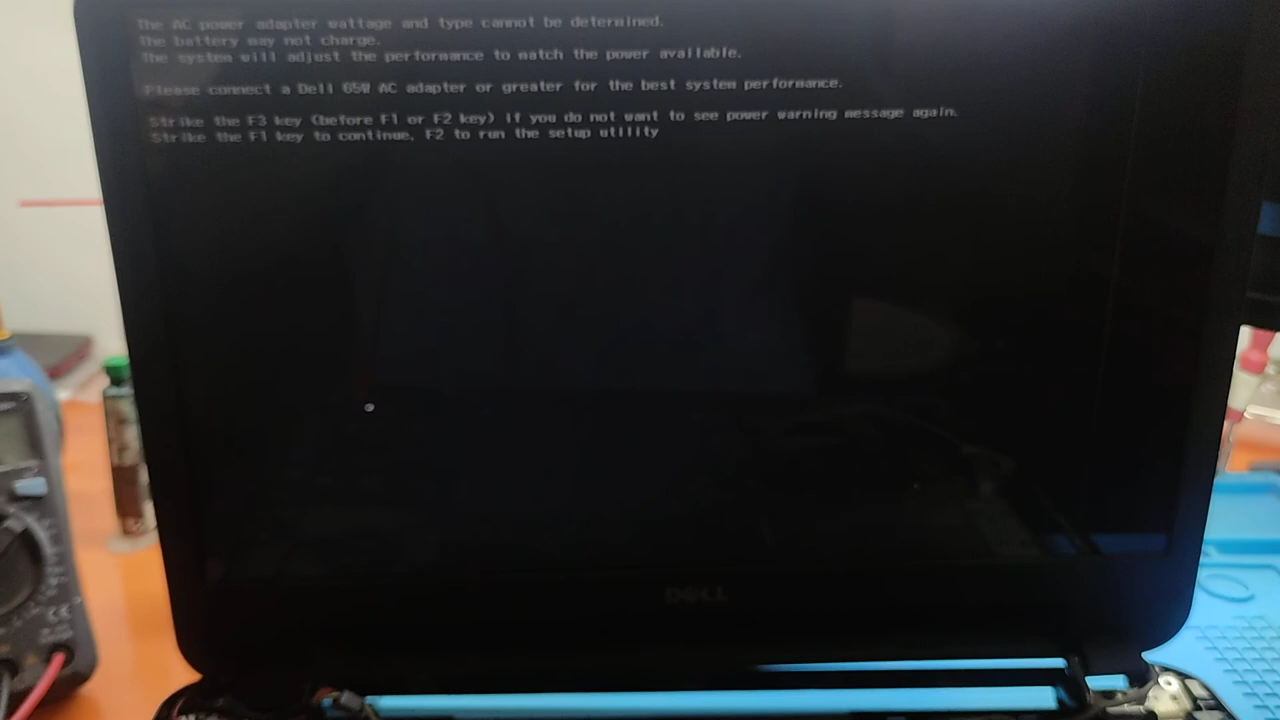 The AC power adapter wattage and type cannot be determined.
The battery may not charge.
The system will adjust the performance to match the power available.
Please connect a Dell 65W AC adapter or greater for the best system performance.
Strike the F3 key (before F1 or F2 key) if you do not want to see power warning message again.
Strike the F1 key to continue, F2 to run the setup utility
DELL